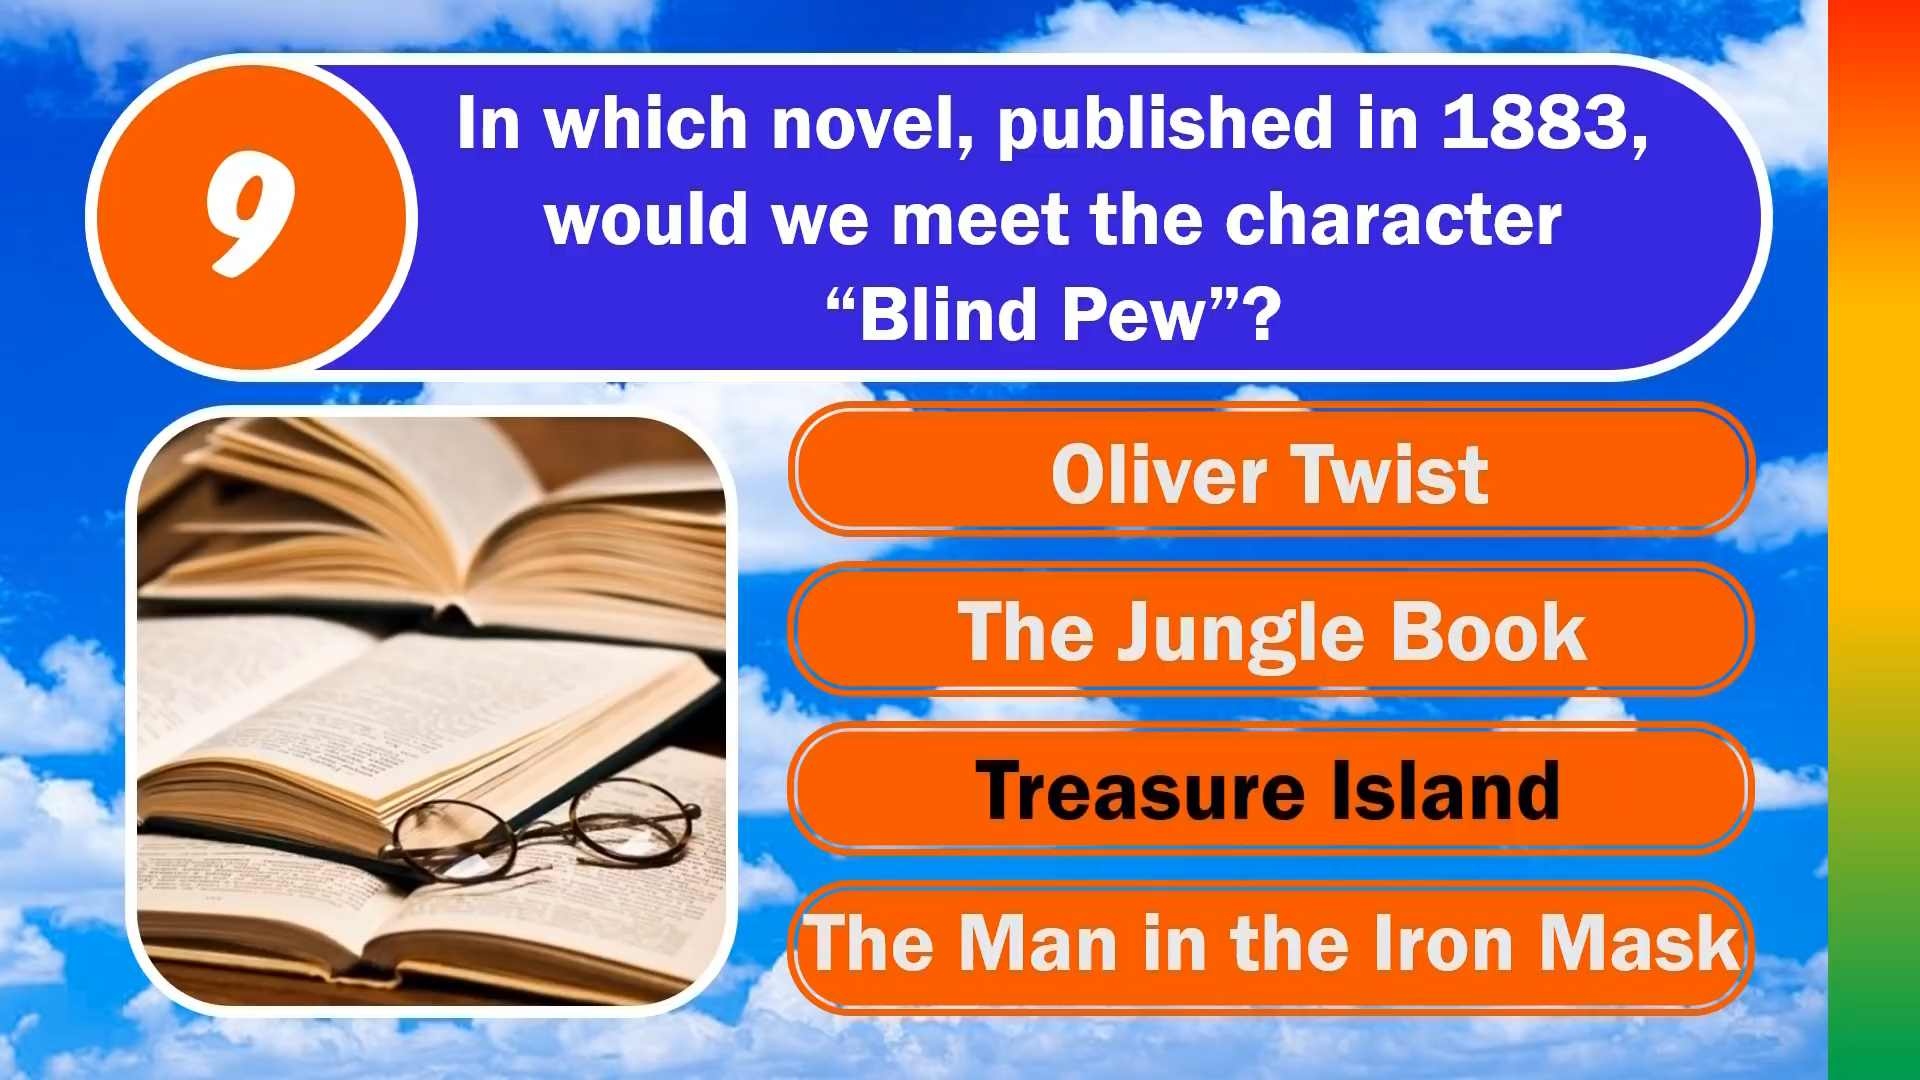 9
In which novel, published in 1883,
would we meet the character
“Blind Pew”?
Oliver Twist
The Jungle Book
Treasure Island
The Man in the Iron Mask